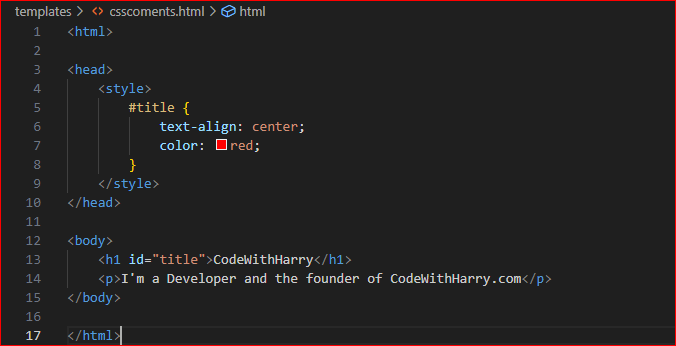 templates > <> csscoments.html > html
1 <html>
2
3 <head>
4     <style>
5         #title {
6             text-align: center;
7             color: red;
8         }
9     </style>
10 </head>
11
12 <body>
13     <h1 id="title">CodeWithHarry</h1>
14     <p>I'm a Developer and the founder of CodeWithHarry.com</p>
15 </body>
16
17 </html>